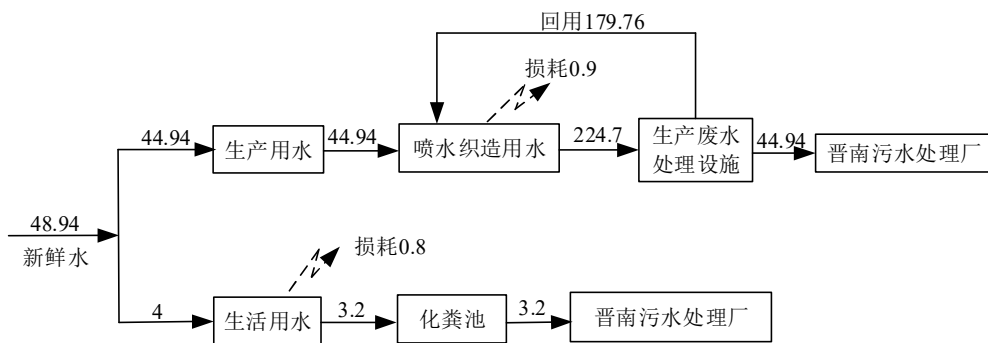 回用179.76
损耗0.9
44.94
生产用水
44.94
喷水织造用水
224.7
生产废水
处理设施
44.94
晋南污水处理厂
48.94
新鲜水
损耗0.8
4
生活用水
3.2
化粪池
3.2
晋南污水处理厂